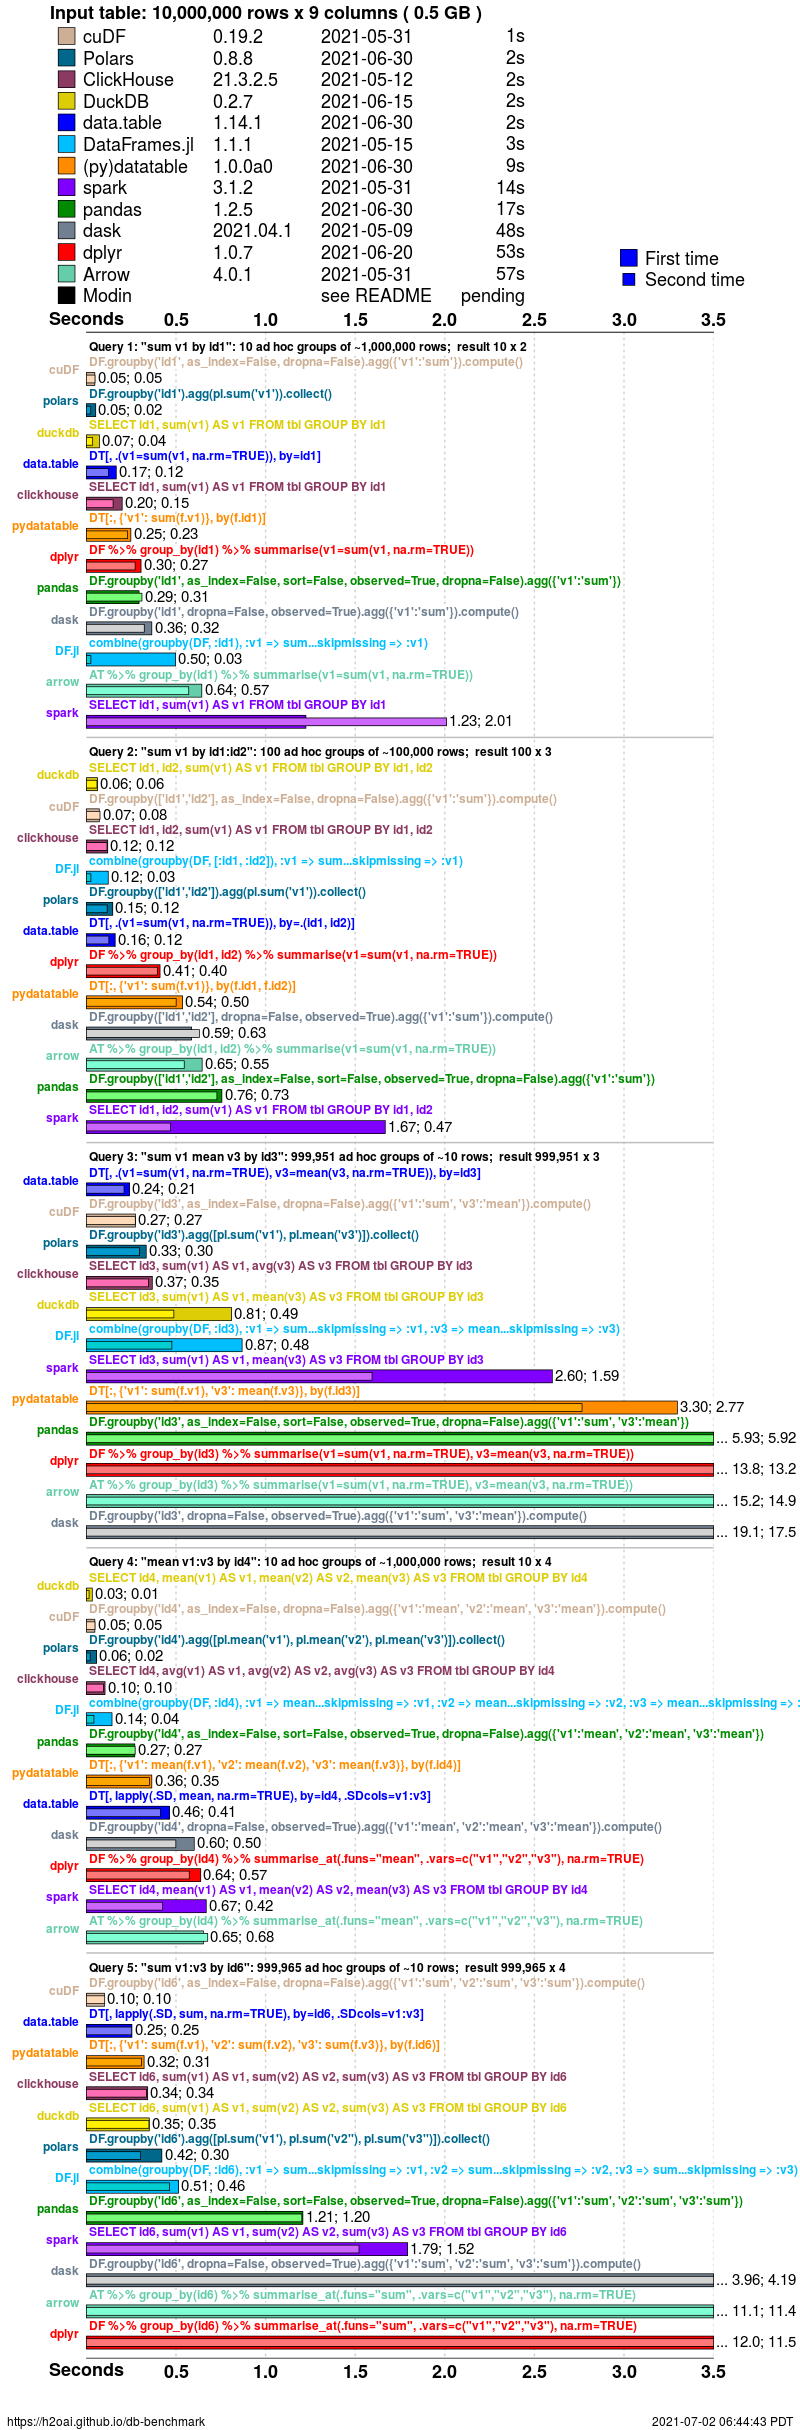 Input table: 10,000,000 rows x 9 columns ( 0.5 GB )
cuDF 0.19.2 2021-05-31 1s
Polars 0.8.8 2021-06-30 2s
ClickHouse 21.3.2.5 2021-05-12 2s
DuckDB 0.2.7 2021-06-15 2s
data.table 1.14.1 2021-06-30 2s
DataFrames.jl 1.1.1 2021-05-15 3s
(py)datatable 1.0.0a0 2021-06-30 9s
spark 3.1.2 2021-05-31 14s
pandas 1.2.5 2021-06-30 17s
dask 2021.04.1 2021-05-09 48s
dplyr 1.0.7 2021-06-20 53s
Arrow 4.0.1 2021-05-31 57s
Modin see README pending
First time
Second time
Seconds 0.5 1.0 1.5 2.0 2.5 3.0 3.5
Query 1: "sum v1 by id1": 10 ad hoc groups of ~1,000,000 rows; result 10 x 2
DF.groupby('id1', as_index=False, dropna=False).agg({'v1':'sum'}).compute()
cuDF 0.05; 0.05
DF.groupby('id1').agg(pl.sum('v1')).collect()
polars 0.05; 0.02
SELECT id1, sum(v1) AS v1 FROM tbl GROUP BY id1
duckdb 0.07; 0.04
DT[, .(v1=sum(v1, na.rm=TRUE)), by=id1]
data.table 0.17; 0.12
SELECT id1, sum(v1) AS v1 FROM tbl GROUP BY id1
clickhouse 0.20; 0.15
DT[:, {'v1': sum(f.v1)}, by(f.id1)]
pydatatable 0.25; 0.23
DF %>% group_by(id1) %>% summarise(v1=sum(v1, na.rm=TRUE))
dplyr 0.30; 0.27
DF.groupby('id1', as_index=False, sort=False, observed=True, dropna=False).agg({'v1':'sum'})
pandas 0.29; 0.31
DF.groupby('id1', dropna=False, observed=True).agg({'v1':'sum'}).compute()
dask 0.36; 0.32
combine(groupby(DF, :id1), :v1 => sum...skipmissing => :v1)
DF.jl 0.50; 0.03
AT %>% group_by(id1) %>% summarise(v1=sum(v1, na.rm=TRUE))
arrow 0.64; 0.57
SELECT id1, sum(v1) AS v1 FROM tbl GROUP BY id1
spark 1.23; 2.01
Query 2: "sum v1 by id1:id2": 100 ad hoc groups of ~100,000 rows; result 100 x 3
SELECT id1, id2, sum(v1) AS v1 FROM tbl GROUP BY id1, id2
duckdb 0.06; 0.06
DF.groupby(['id1','id2'], as_index=False, dropna=False).agg({'v1':'sum'}).compute()
cuDF 0.07; 0.08
SELECT id1, id2, sum(v1) AS v1 FROM tbl GROUP BY id1, id2
clickhouse 0.12; 0.12
combine(groupby(DF, [:id1, :id2]), :v1 => sum...skipmissing => :v1)
DF.jl 0.12; 0.03
DF.groupby(['id1','id2']).agg(pl.sum('v1')).collect()
polars 0.15; 0.12
DT[, .(v1=sum(v1, na.rm=TRUE)), by=.(id1, id2)]
data.table 0.16; 0.12
DF %>% group_by(id1, id2) %>% summarise(v1=sum(v1, na.rm=TRUE))
dplyr 0.41; 0.40
DT[:, {'v1': sum(f.v1)}, by(f.id1, f.id2)]
pydatatable 0.54; 0.50
DF.groupby(['id1','id2'], dropna=False, observed=True).agg({'v1':'sum'}).compute()
dask 0.59; 0.63
AT %>% group_by(id1, id2) %>% summarise(v1=sum(v1, na.rm=TRUE))
arrow 0.65; 0.55
DF.groupby(['id1','id2'], as_index=False, sort=False, observed=True, dropna=False).agg({'v1':'sum'})
pandas 0.76; 0.73
SELECT id1, id2, sum(v1) AS v1 FROM tbl GROUP BY id1, id2
spark 1.67; 0.47
Query 3: "sum v1 mean v3 by id3": 999,951 ad hoc groups of ~10 rows; result 999,951 x 3
DT[, .(v1=sum(v1, na.rm=TRUE), v3=mean(v3, na.rm=TRUE)), by=id3]
data.table 0.24; 0.21
DF.groupby('id3', as_index=False, dropna=False).agg({'v1':'sum', 'v3':'mean'}).compute()
cuDF 0.27; 0.27
DF.groupby('id3').agg([pl.sum('v1'), pl.mean('v3')]).collect()
polars 0.33; 0.30
SELECT id3, sum(v1) AS v1, avg(v3) AS v3 FROM tbl GROUP BY id3
clickhouse 0.37; 0.35
SELECT id3, sum(v1) AS v1, mean(v3) AS v3 FROM tbl GROUP BY id3
duckdb 0.81; 0.49
combine(groupby(DF, :id3), :v1 => sum...skipmissing => :v1, :v3 => mean...skipmissing => :v3)
DF.jl 0.87; 0.48
SELECT id3, sum(v1) AS v1, mean(v3) AS v3 FROM tbl GROUP BY id3
spark 2.60; 1.59
DT[:, {'v1': sum(f.v1), 'v3': mean(f.v3)}, by(f.id3)]
pydatatable 3.30; 2.77
DF.groupby('id3', as_index=False, sort=False, observed=True, dropna=False).agg({'v1':'sum', 'v3':'mean'})
pandas ... 5.93; 5.92
DF %>% group_by(id3) %>% summarise(v1=sum(v1, na.rm=TRUE), v3=mean(v3, na.rm=TRUE))
dplyr ... 13.8; 13.2
AT %>% group_by(id3) %>% summarise(v1=sum(v1, na.rm=TRUE), v3=mean(v3, na.rm=TRUE))
arrow ... 15.2; 14.9
DF.groupby('id3', dropna=False, observed=True).agg({'v1':'sum', 'v3':'mean'}).compute()
dask ... 19.1; 17.5
Query 4: "mean v1:v3 by id4": 10 ad hoc groups of ~1,000,000 rows; result 10 x 4
SELECT id4, mean(v1) AS v1, mean(v2) AS v2, mean(v3) AS v3 FROM tbl GROUP BY id4
duckdb 0.03; 0.01
DF.groupby('id4', as_index=False, dropna=False).agg({'v1':'mean', 'v2':'mean', 'v3':'mean'}).compute()
cuDF 0.05; 0.05
DF.groupby('id4').agg([pl.mean('v1'), pl.mean('v2'), pl.mean('v3')]).collect()
polars 0.06; 0.02
SELECT id4, avg(v1) AS v1, avg(v2) AS v2, avg(v3) AS v3 FROM tbl GROUP BY id4
clickhouse 0.10; 0.10
combine(groupby(DF, :id4), :v1 => mean...skipmissing => :v1, :v2 => mean...skipmissing => :v2, :v3 => mean...skipmissing => :
DF.jl 0.14; 0.04
DF.groupby('id4', as_index=False, sort=False, observed=True, dropna=False).agg({'v1':'mean', 'v2':'mean', 'v3':'mean'})
pandas 0.27; 0.27
DT[:, {'v1': mean(f.v1), 'v2': mean(f.v2), 'v3': mean(f.v3)}, by(f.id4)]
pydatatable 0.36; 0.35
DT[, lapply(.SD, mean, na.rm=TRUE), by=id4, .SDcols=v1:v3]
data.table 0.46; 0.41
DF.groupby('id4', dropna=False, observed=True).agg({'v1':'mean', 'v2':'mean', 'v3':'mean'}).compute()
dask 0.60; 0.50
DF %>% group_by(id4) %>% summarise_at(.funs="mean", .vars=c("v1","v2","v3"), na.rm=TRUE)
dplyr 0.64; 0.57
SELECT id4, mean(v1) AS v1, mean(v2) AS v2, mean(v3) AS v3 FROM tbl GROUP BY id4
spark 0.67; 0.42
AT %>% group_by(id4) %>% summarise_at(.funs="mean", .vars=c("v1","v2","v3"), na.rm=TRUE)
arrow 0.65; 0.68
Query 5: "sum v1:v3 by id6": 999,965 ad hoc groups of ~10 rows; result 999,965 x 4
DF.groupby('id6', as_index=False, dropna=False).agg({'v1':'sum', 'v2':'sum', 'v3':'sum'}).compute()
cuDF 0.10; 0.10
DT[, lapply(.SD, sum, na.rm=TRUE), by=id6, .SDcols=v1:v3]
data.table 0.25; 0.25
DT[:, {'v1': sum(f.v1), 'v2': sum(f.v2), 'v3': sum(f.v3)}, by(f.id6)]
pydatatable 0.32; 0.31
SELECT id6, sum(v1) AS v1, sum(v2) AS v2, sum(v3) AS v3 FROM tbl GROUP BY id6
clickhouse 0.34; 0.34
SELECT id6, sum(v1) AS v1, sum(v2) AS v2, sum(v3) AS v3 FROM tbl GROUP BY id6
duckdb 0.35; 0.35
DF.groupby('id6').agg([pl.sum('v1'), pl.sum('v2"), pl.sum('v3")]).collect()
polars 0.42; 0.30
combine(groupby(DF, :id6), :v1 => sum...skipmissing => :v1, :v2 => sum...skipmissing => :v2, :v3 => sum...skipmissing => :v3)
DF.jl 0.51; 0.46
DF.groupby('id6', as_index=False, sort=False, observed=True, dropna=False).agg({'v1':'sum', 'v2':'sum', 'v3':'sum'})
pandas 1.21; 1.20
SELECT id6, sum(v1) AS v1, sum(v2) AS v2, sum(v3) AS v3 FROM tbl GROUP BY id6
spark 1.79; 1.52
DF.groupby('id6', dropna=False, observed=True).agg({'v1':'sum', 'v2':'sum', 'v3':'sum'}).compute()
dask ... 3.96; 4.19
AT %>% group_by(id6) %>% summarise_at(.funs="sum", .vars=c("v1","v2","v3"), na.rm=TRUE)
arrow ... 11.1; 11.4
DF %>% group_by(id6) %>% summarise_at(.funs="sum", .vars=c("v1","v2","v3"), na.rm=TRUE)
dplyr ... 12.0; 11.5
Seconds 0.5 1.0 1.5 2.0 2.5 3.0 3.5
https://h2oai.github.io/db-benchmark 2021-07-02 06:44:43 PDT